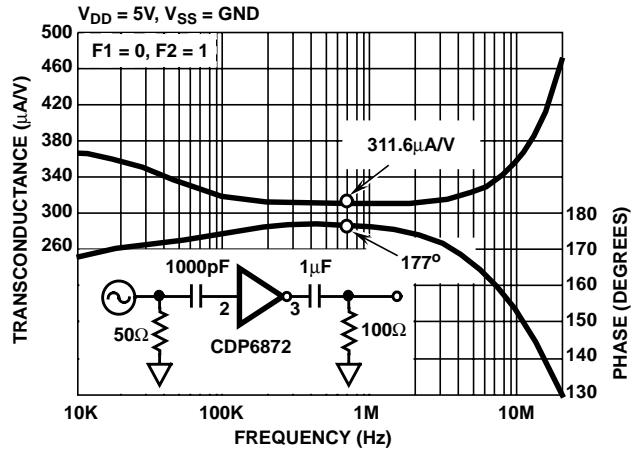 V_DD = 5V, V_SS = GND
F1 = 0, F2 = 1
TRANSCONDUCTANCE (μA/V)
500
460
420
380
340
300
260
311.6μA/V
177°
1000pF
1μF
2
3
50Ω
100Ω
CDP6872
180
170
160
150
140
130
PHASE (DEGREES)
10K
100K
1M
10M
FREQUENCY (Hz)